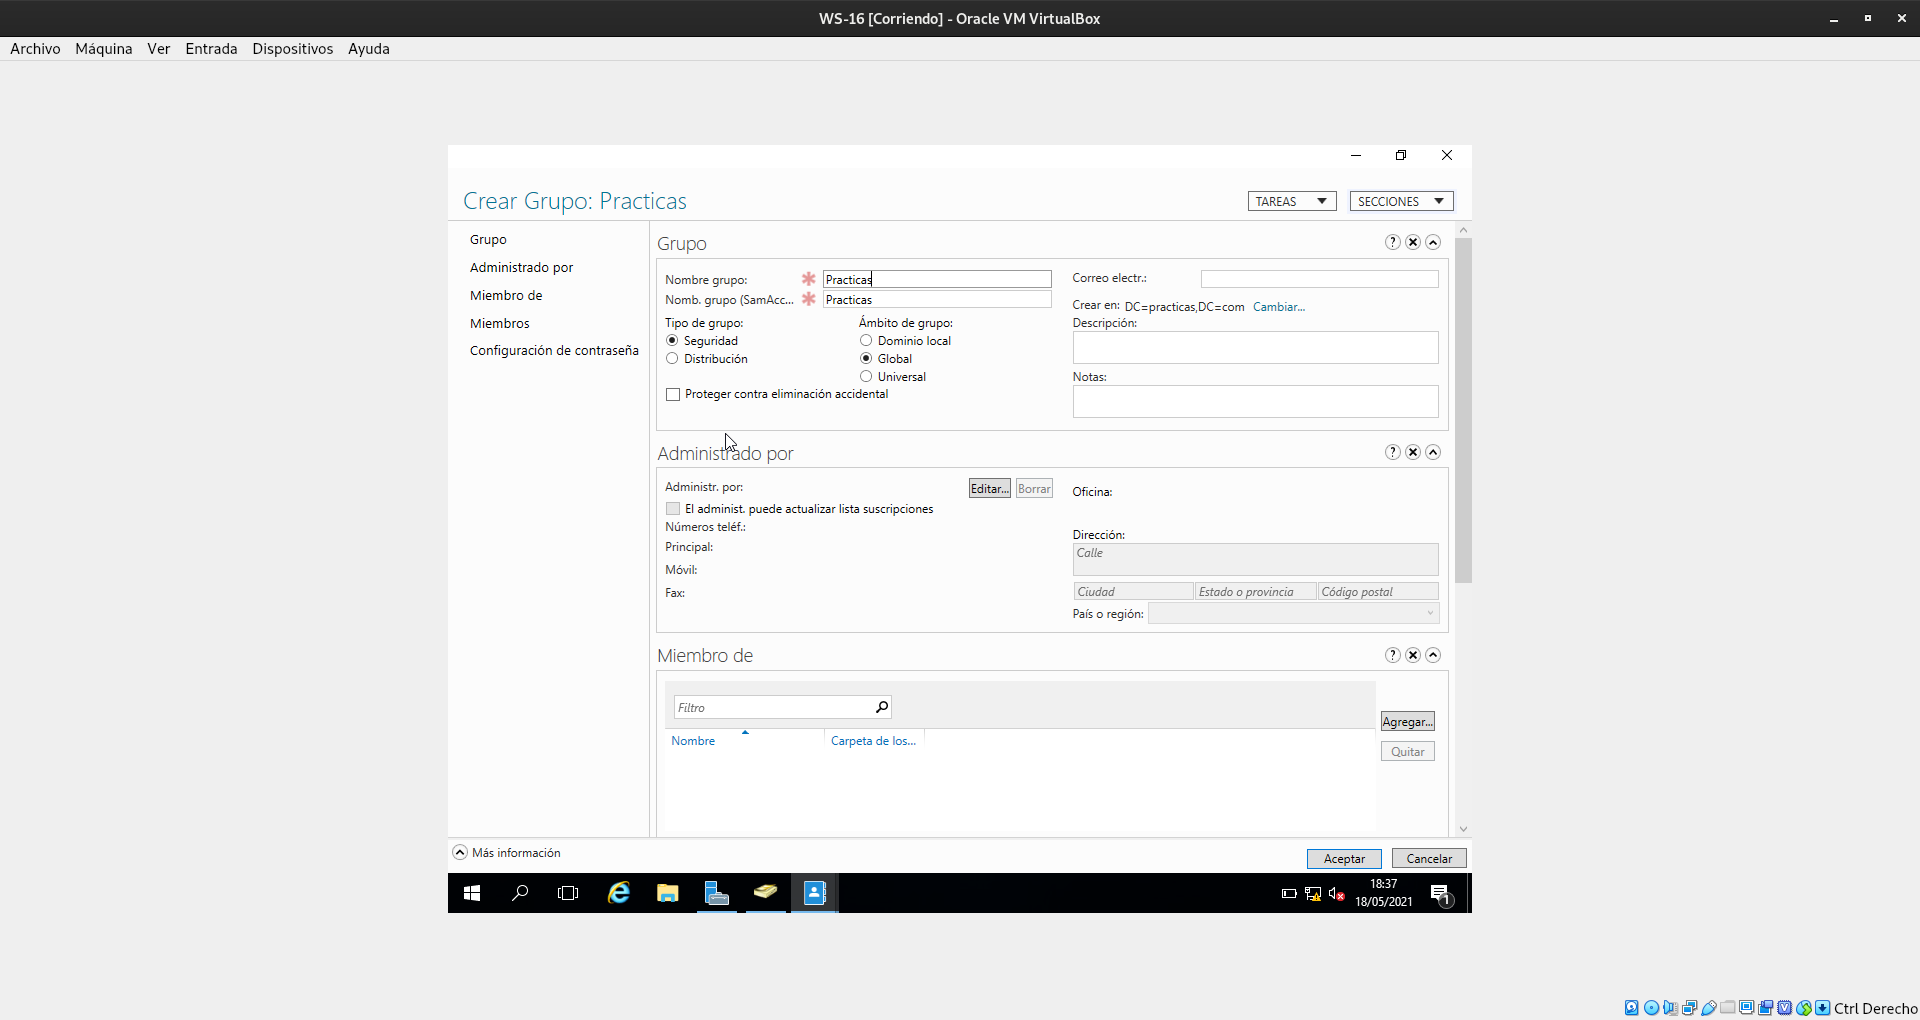 WS-16 [Corriendo] - Oracle VM VirtualBox
Archivo Máquina Ver Entrada Dispositivos Ayuda
Crear Grupo: Practicas
TAREAS
SECCIONES
Grupo
Administrado por
Miembro de
Miembros
Configuración de contraseña
Grupo
Nombre grupo: Practicas
Nomb. grupo (SamAcc... Practicas
Tipo de grupo:
Seguridad
Distribución
Ámbito de grupo:
Dominio local
Global
Universal
Proteger contra eliminación accidental
Correo electr.:
Crear en: DC=practicas,DC=com Cambiar...
Descripción:
Notas:
Administrado por
Administr. por:
Editar... Borrar
El administ. puede actualizar lista suscripciones
Números teléf.:
Principal:
Móvil:
Fax:
Oficina:
Dirección:
Calle
Ciudad Estado o provincia Código postal
País o región:
Miembro de
Filtro
Nombre Carpeta de los...
Agregar...
Quitar
Más información
Aceptar Cancelar
18:37
18/05/2021
1
Ctrl Derecho